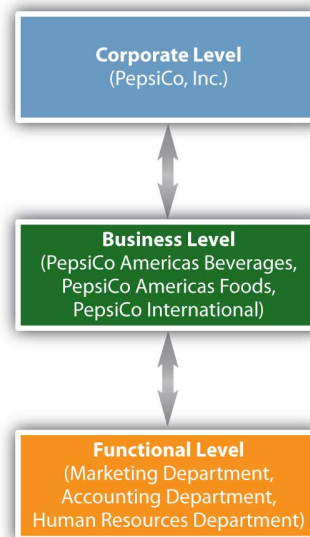 Corporate Level
(PepsiCo, Inc.)
Business Level
(PepsiCo Americas Beverages,
PepsiCo Americas Foods,
PepsiCo International)
Functional Level
(Marketing Department,
Accounting Department,
Human Resources Department)